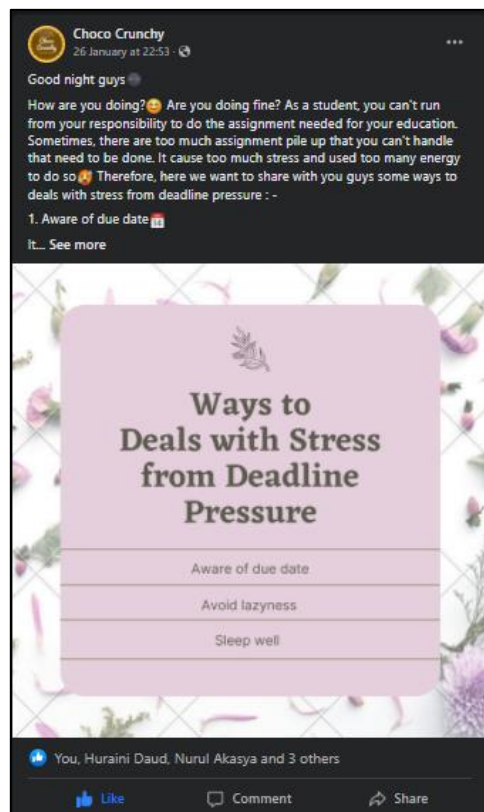 Choco Crunchy
26 January at 22:53 ·
Good night guys
How are you doing? Are you doing fine? As a student, you can't run
from your responsibility to do the assignment needed for your education.
Sometimes, there are too much assignment pile up that you can't handle
that need to be done. It cause too much stress and used too many energy
to do so Therefore, here we want to share with you guys some ways to
deals with stress from deadline pressure : -
1. Aware of due date
It... See more
Ways to
Deals with Stress
from Deadline
Pressure
Aware of due date
Avoid lazyness
Sleep well
You, Huraini Daud, Nurul Akasya and 3 others
Like
Comment
Share